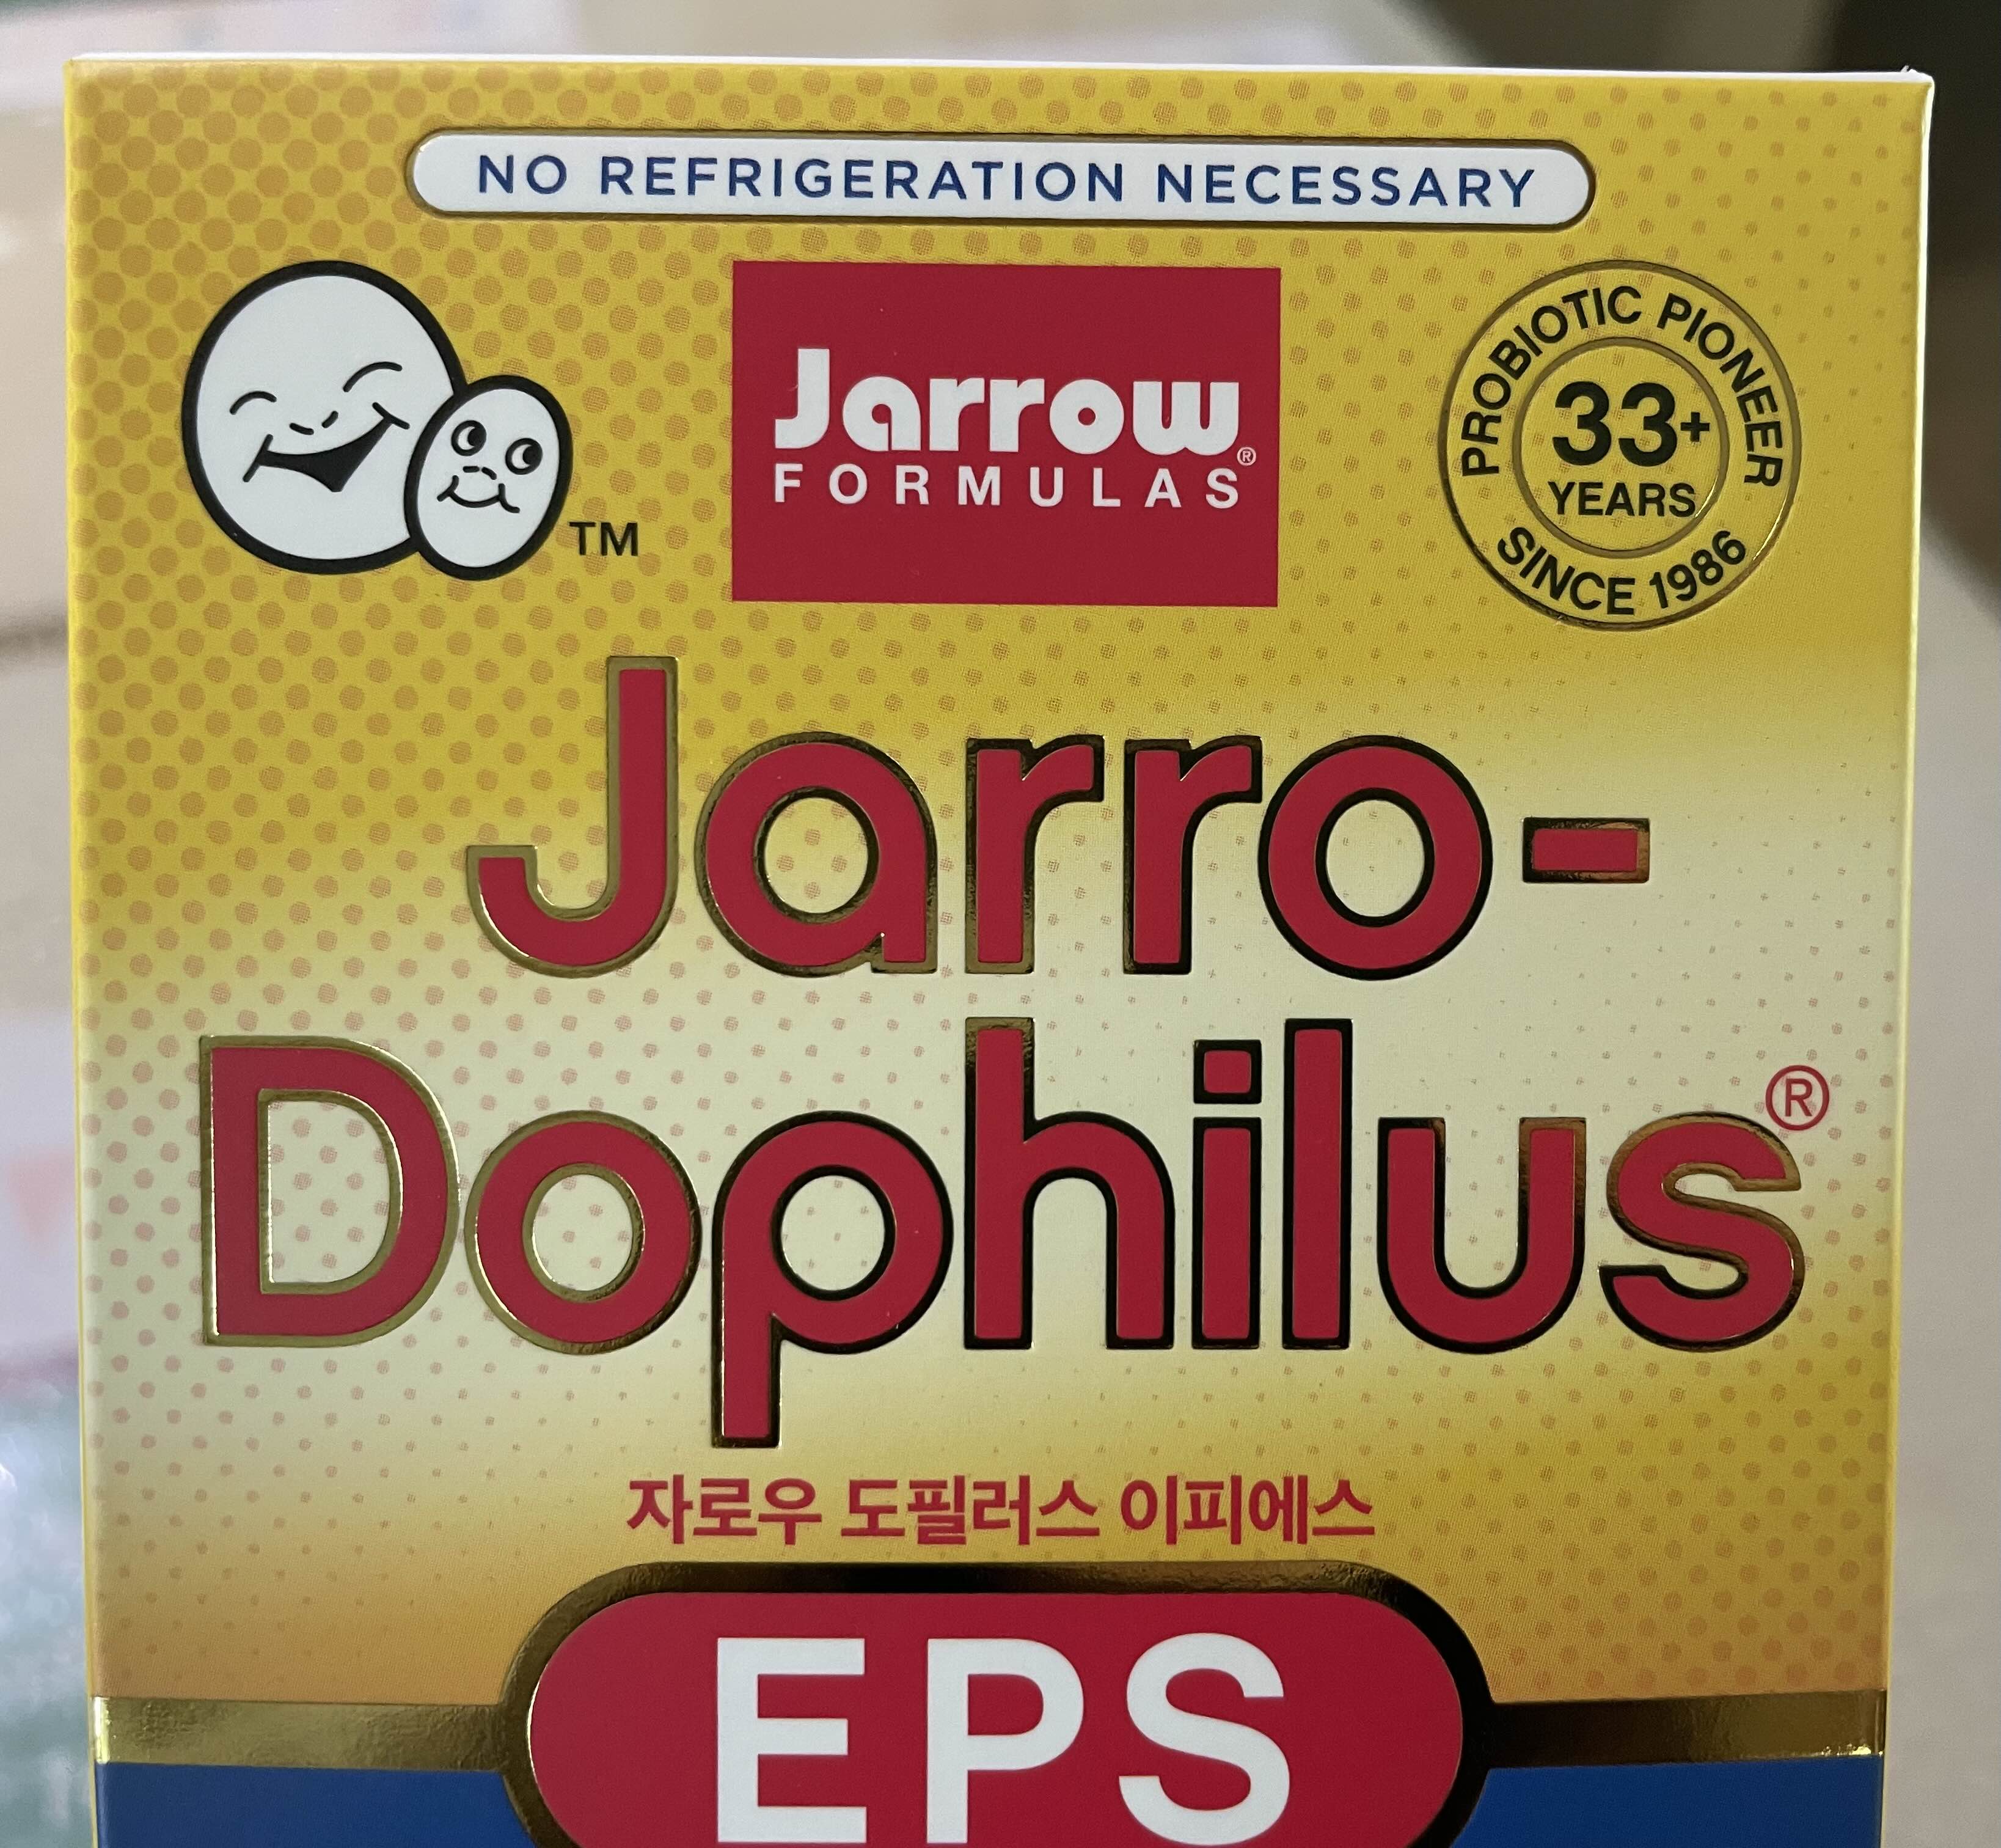 NO REFRIGERATION NECESSARY
TM
Jarrow®
FORMULAS
PROBIOTIC PIONEER
33+
YEARS
SINCE 1986
Jarro-
Dophilus®
자로우 도필러스 이피에스
EPS